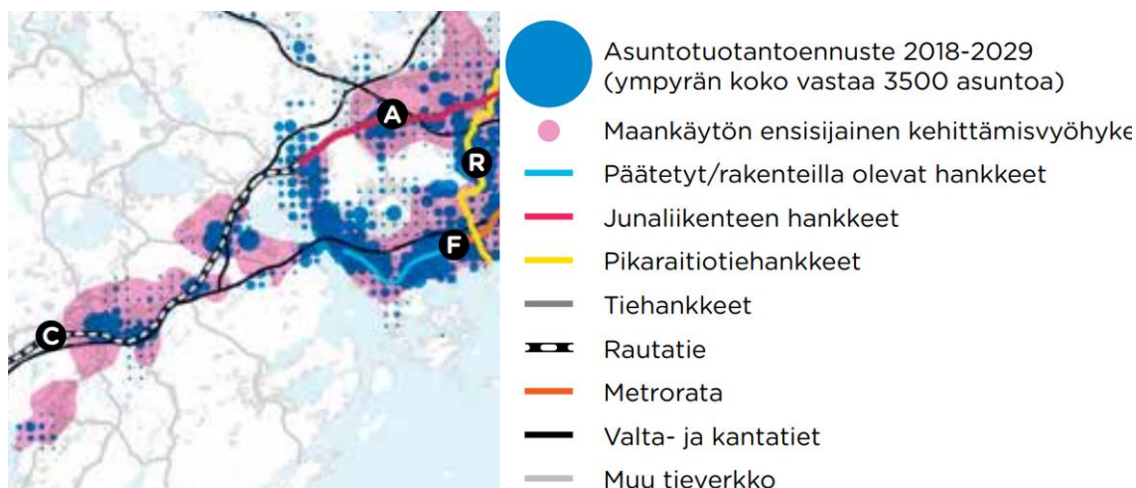 A
R
F
C
Asuntotuotantoennuste 2018-2029
(ympyrän koko vastaa 3500 asuntoa)
Maankäytön ensisijainen kehittämisvyöhyke
Päätetyt/rakenteilla olevat hankkeet
Junaliikenteen hankkeet
Pikaraitiotiehankkeet
Tiehankkeet
Rautatie
Metrorata
Valta- ja kantatiet
Muu tieverkko